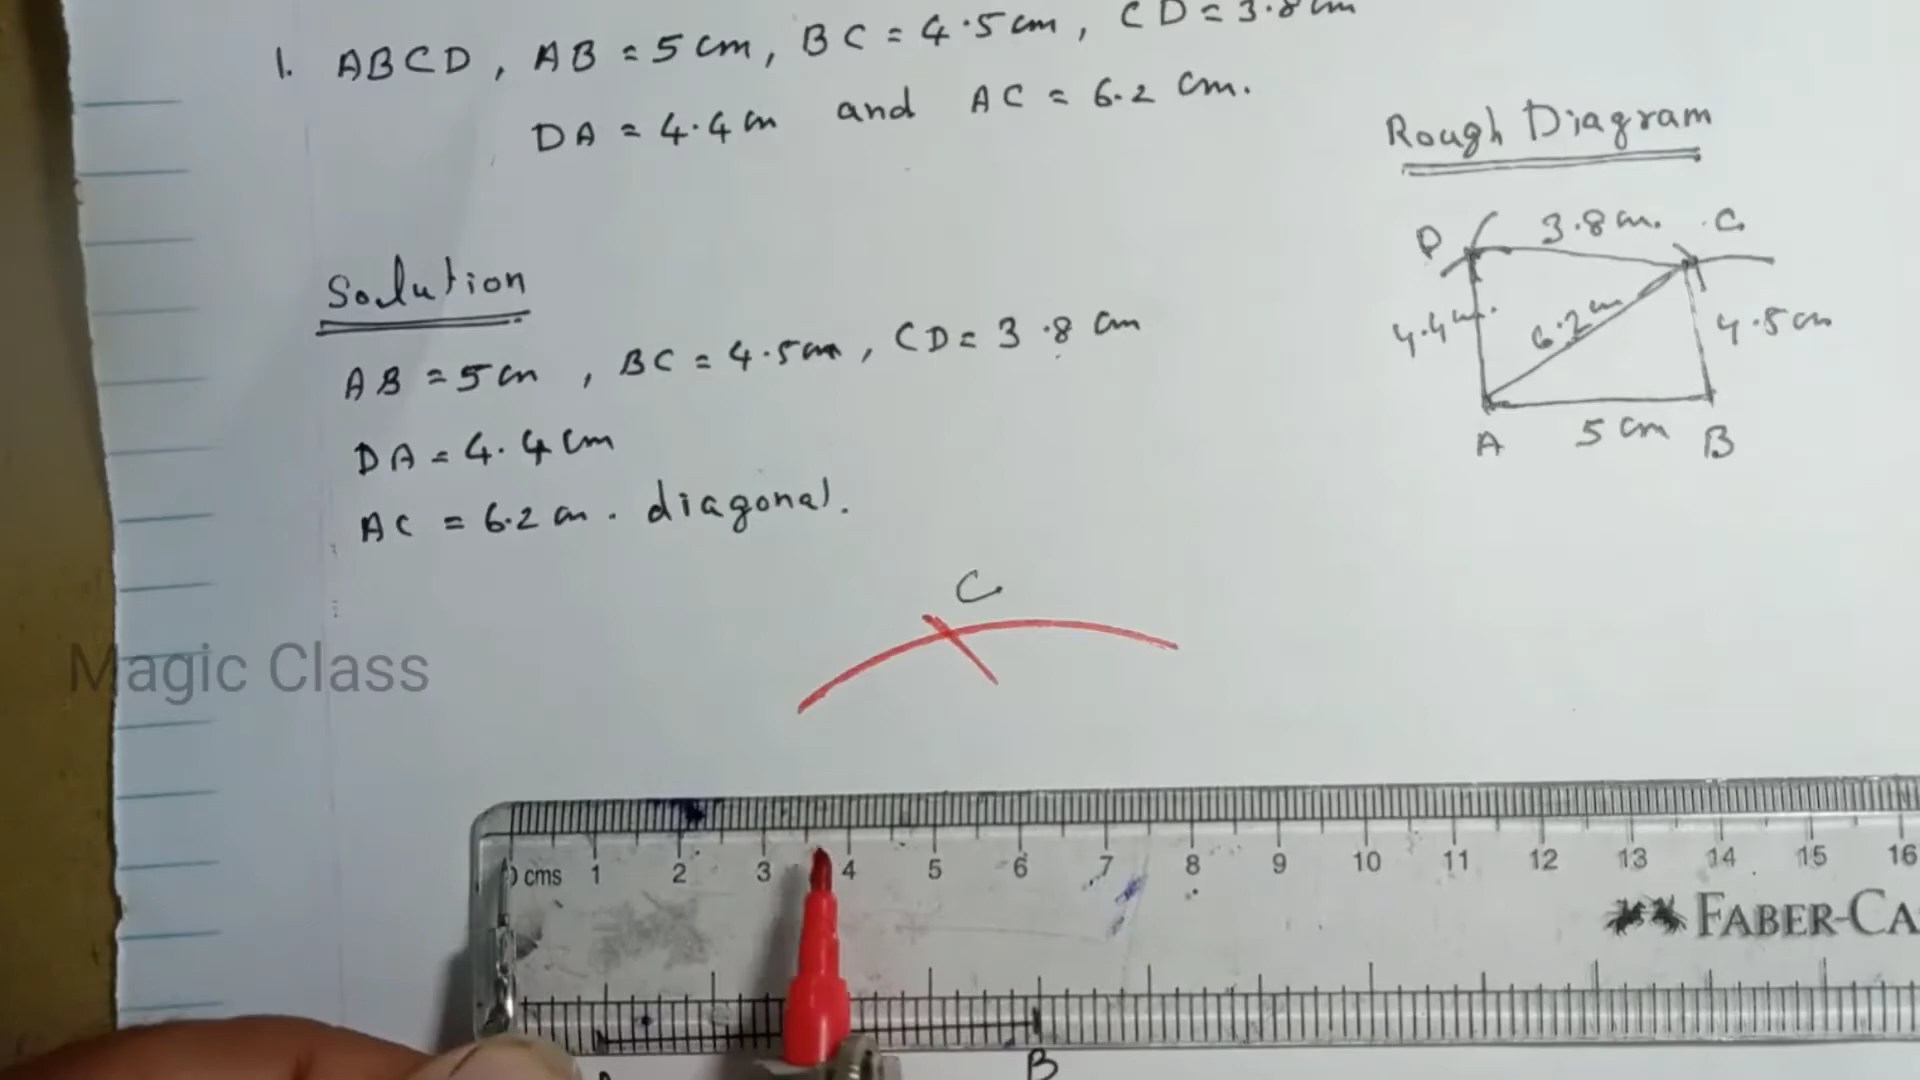 1. ABCD, AB = 5 cm, BC = 4.5 cm, CD = 3.8 cm
DA = 4.4 cm and AC = 6.2 cm.
Rough Diagram
D 3.8 cm. C
4.4 cm. 6.2 cm 4.5 cm
A 5 cm B
Solution
AB = 5 cm, BC = 4.5 cm, CD = 3.8 cm
DA = 4.4 cm
AC = 6.2 cm. diagonal.
C
Magic Class
0 cms 1 2 3 4 5 6 7 8 9 10 11 12 13 14 15 16
FABER-CA
B